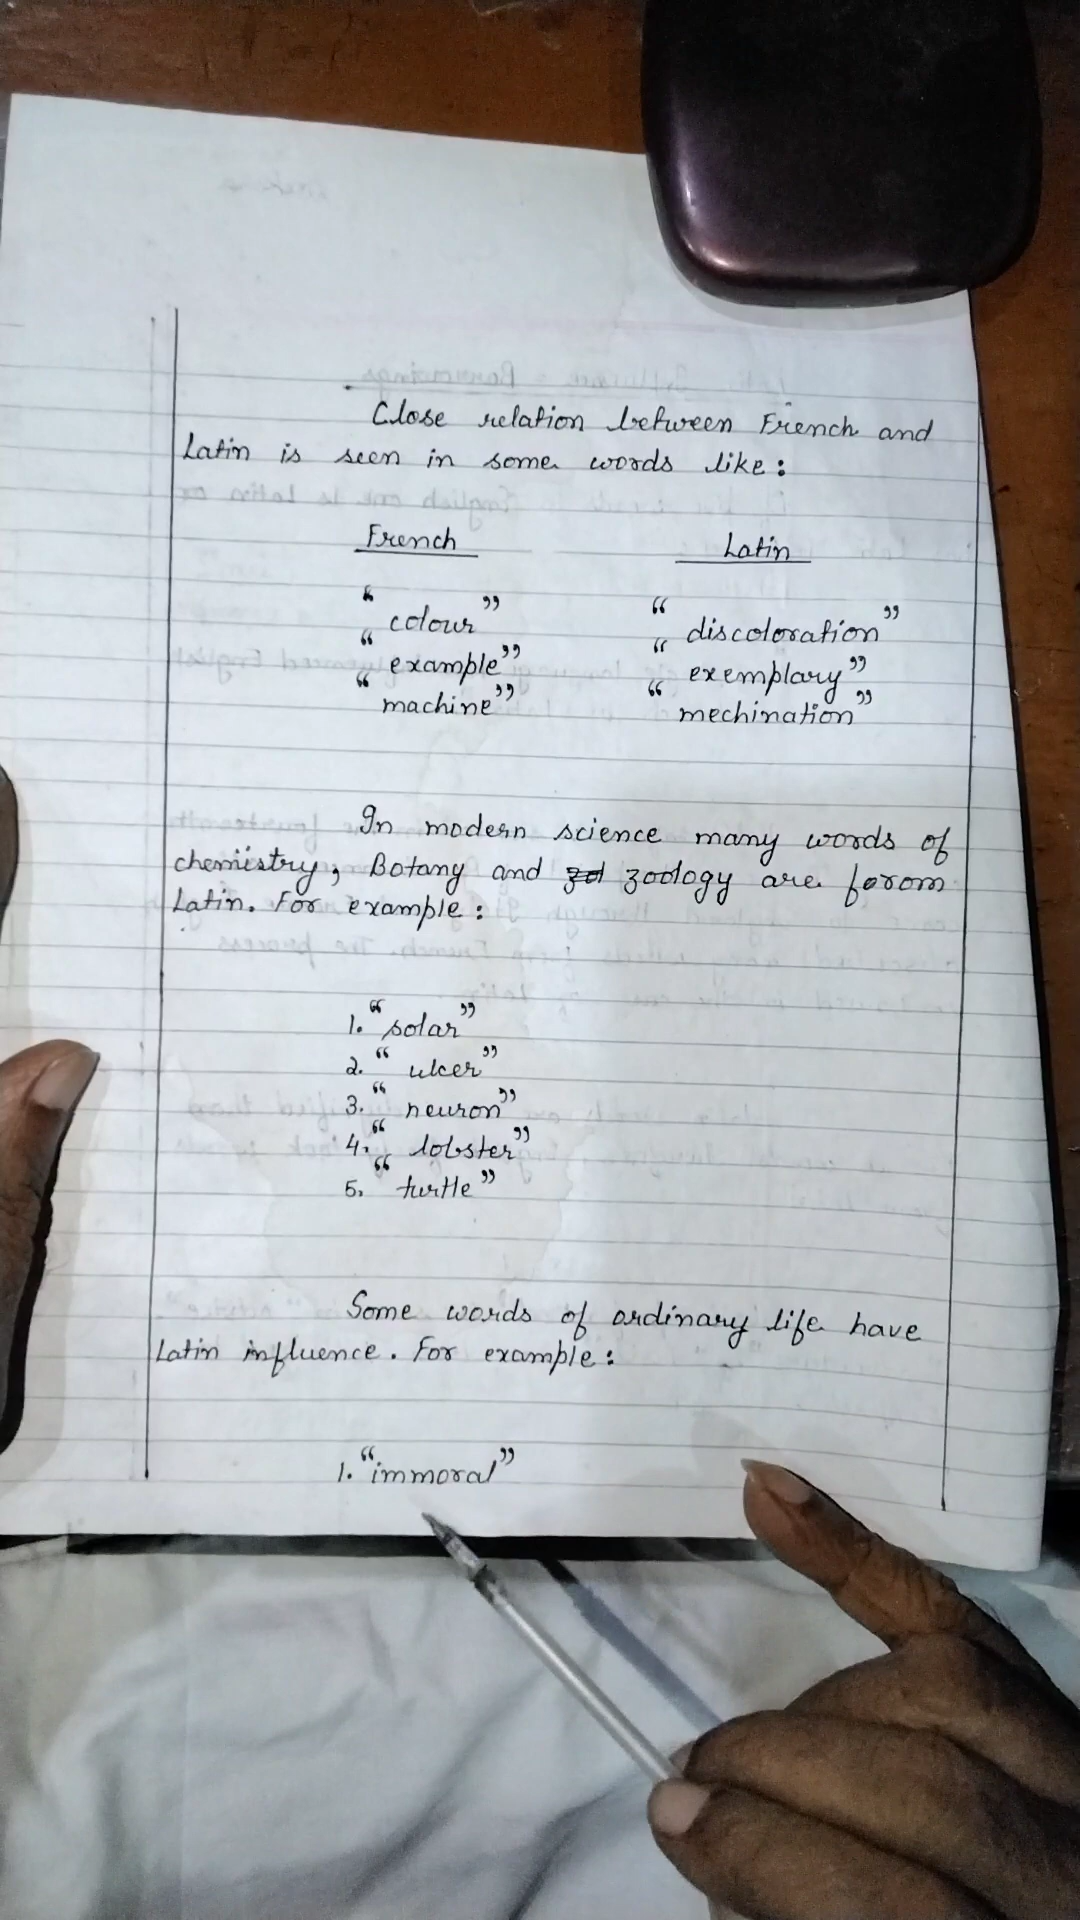 Close relation between French and
Latin is seen in some words like :
French Latin
“ colour ” “ discoloration ”
“ example ” “ exemplary ”
“ machine ” “ mechination ”
In modern science many words of
chemistry, Botany and zoology are forom
Latin. For example :
1. “ solar ”
2. “ ulcer ”
3. “ neuron ”
4. “ lobster ”
5. “ turtle ”
Some words of ordinary life have
Latin influence. For example :
1. “ immoral ”